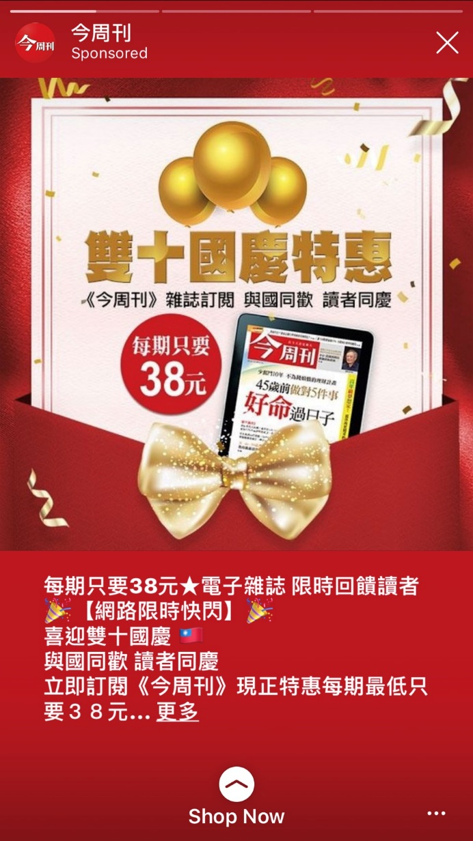 今周刊
今周刊
Sponsored
雙十國慶特惠
《今周刊》雜誌訂閱 與國同歡 讀者同慶
每期只要
38元
今周刊
45歲前做對5件事
好命過日子
每期只要38元★電子雜誌 限時回饋讀者
🎉【網路限時快閃】🎉
喜迎雙十國慶 🇹🇼
與國同歡 讀者同慶
立即訂閱《今周刊》現正特惠每期最低只
要３８元... 更多
Shop Now